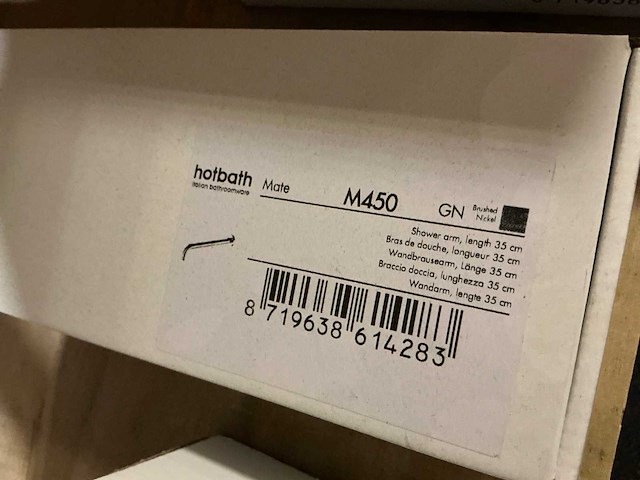 hotbath
italian bathroomware
Mate
M450
GN
Brushed
Nickel
Shower arm, length 35 cm
Bras de douche, longueur 35 cm
Wandbrausearm, Länge 35 cm
Braccio doccia, lunghezza 35 cm
Wandarm, lengte 35 cm
8 719638 614283